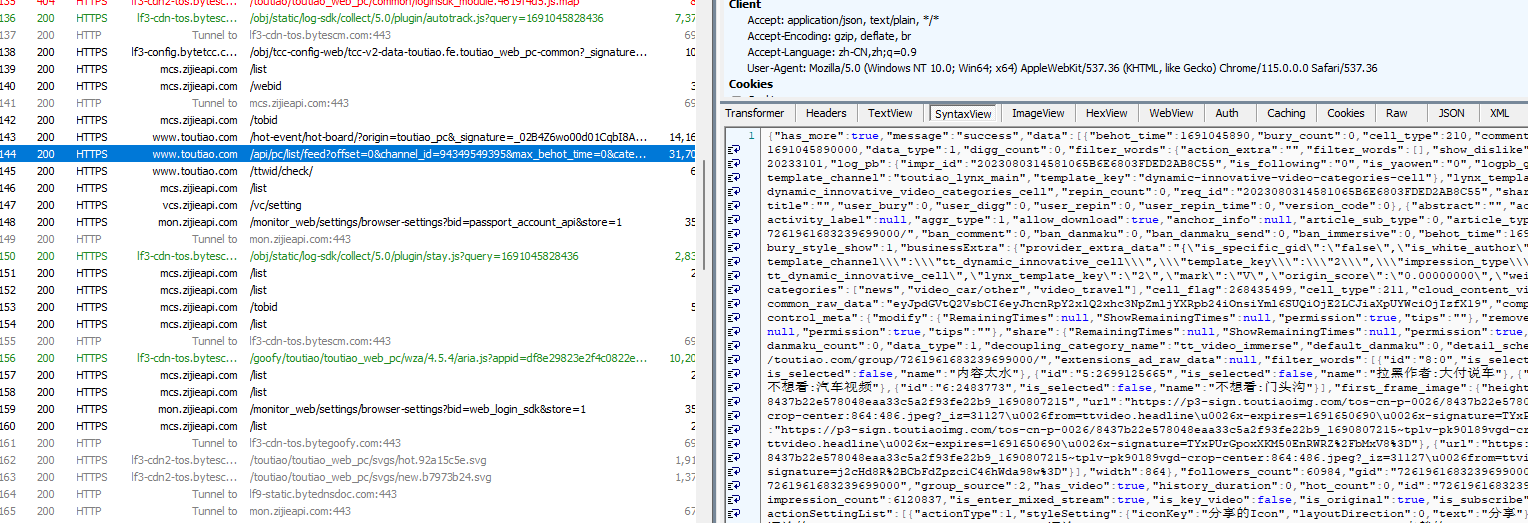 135 404 HTTPS lf3-cdn2-tos.bytesc... /toutiao/toutiao_web_pc/common/loginsdk_module.4619f4d5.js.map 8
136 200 HTTPS lf3-cdn2-tos.bytesc... /obj/static/log-sdk/collect/5.0/plugin/autotrack.js?query=1691045828436 7,37
137 200 HTTP Tunnel to lf3-cdn-tos.bytescm.com:443 69
138 200 HTTPS lf3-config.bytetcc.c... /obj/tcc-config-web/tcc-v2-data-toutiao.fe.toutiao_web_pc-common?_signature... 10
139 200 HTTPS mcs.zijieapi.com /list
140 200 HTTPS mcs.zijieapi.com /webid 3
141 200 HTTP Tunnel to mcs.zijieapi.com:443 69
142 200 HTTPS mcs.zijieapi.com /tobid
143 200 HTTPS www.toutiao.com /hot-event/hot-board/?origin=toutiao_pc&_signature=_02B4Z6wo00d01CqbI8A... 14,16
144 200 HTTPS www.toutiao.com /api/pc/list/feed?offset=0&channel_id=94349549395&max_behot_time=0&cate... 31,70
145 200 HTTPS www.toutiao.com /ttwid/check/ 6
146 200 HTTPS mcs.zijieapi.com /list
147 200 HTTPS vcs.zijieapi.com /vc/setting
148 200 HTTPS mon.zijieapi.com /monitor_web/settings/browser-settings?bid=passport_account_api&store=1 35
149 200 HTTP Tunnel to mon.zijieapi.com:443
150 200 HTTPS lf3-cdn-tos.bytesc... /obj/static/log-sdk/collect/5.0/plugin/stay.js?query=1691045828436 2,83
151 200 HTTPS mcs.zijieapi.com /list 2
152 200 HTTPS mcs.zijieapi.com /list
153 200 HTTPS mcs.zijieapi.com /tobid 5
154 200 HTTPS mcs.zijieapi.com /list
155 200 HTTP Tunnel to lf3-cdn-tos.bytescm.com:443 69
156 200 HTTPS lf3-cdn-tos.bytesc... /goofy/toutiao/toutiao_web_pc/wza/4.5.4/aria.js?appid=df8e29823e2f4c0822e... 10,20
157 200 HTTPS mcs.zijieapi.com /list 2
158 200 HTTPS mcs.zijieapi.com /list
159 200 HTTPS mon.zijieapi.com /monitor_web/settings/browser-settings?bid=web_login_sdk&store=1 35
160 200 HTTPS mcs.zijieapi.com /list 2
161 200 HTTP Tunnel to lf3-cdn-tos.bytegoofy.com:443 69
162 200 HTTPS lf3-cdn2-tos.bytesc... /toutiao/toutiao_web_pc/svgs/hot.92a15c5e.svg 1,91
163 200 HTTPS lf3-cdn2-tos.bytesc... /toutiao/toutiao_web_pc/svgs/new.b7973b24.svg 1,37
164 200 HTTP Tunnel to lf9-static.bytednsdoc.com:443
165 200 HTTP Tunnel to mon.zijieapi.com:443 67
Client
Accept: application/json, text/plain, */*
Accept-Encoding: gzip, deflate, br
Accept-Language: zh-CN,zh;q=0.9
User-Agent: Mozilla/5.0 (Windows NT 10.0; Win64; x64) AppleWebKit/537.36 (KHTML, like Gecko) Chrome/115.0.0.0 Safari/537.36
Cookies
Transformer Headers TextView SyntaxView ImageView HexView WebView Auth Caching Cookies Raw JSON XML
1 {"has_more":true,"message":"success","data":[{"behot_time":1691045890,"bury_count":0,"cell_type":210,"comment
1691045890000,"data_type":1,"digg_count":0,"filter_words":{"action_extra":"","filter_words":[],"show_dislike"
20233101,"log_pb":{"impr_id":"2023080314581065B6E6803FDED2AB8C55","is_following":"0","is_yaowen":"0","logpb_g
template_channel":"toutiao_lynx_main","template_key":"dynamic-innovative-video-categories-cell"},"lynx_templa
dynamic_innovative_video_categories_cell","repin_count":0,"req_id":"2023080314581065B6E6803FDED2AB8C55","shar
title":"","user_bury":0,"user_digg":0,"user_repin":0,"user_repin_time":0,"version_code":0},{"abstract":"","ac
activity_label":null,"aggr_type":1,"allow_download":true,"anchor_info":null,"article_sub_type":0,"article_typ
7261961683239699000/","ban_comment":0,"ban_danmaku":0,"ban_danmaku_send":0,"ban_immersive":0,"behot_time":169
bury_style_show":1,"businessExtra":{"provider_extra_data":"{\"is_specific_gid\":\"false\",\"is_white_author\"
template_channel\\\":\\\"tt_dynamic_innovative_cell\\\",\\\"template_key\\\":\\\"2\\\",\\\"impression_type\\\
tt_dynamic_innovative_cell\",\"lynx_template_key\":\"2\",\"mark\":\"V\",\"origin_score\":\"0.00000000\",\"wei
categories":["news","video_car/other","video_travel"],"cell_flag":268435499,"cell_type":211,"cloud_content_vi
common_raw_data":"eyJpdGVtQ2VsbCI6eyJhcnRpY2xlQ2xhc3NpZmljYXRpb24iOnsiYml6SUQiOjE2LCJiaXpUYWciOjIzfX19","comp
control_meta":{"modify":{"RemainingTimes":null,"ShowRemainingTimes":null,"permission":true,"tips":""},"remove
null,"permission":true,"tips":""},"share":{"RemainingTimes":null,"ShowRemainingTimes":null,"permission":true,
danmaku_count":0,"data_type":1,"decoupling_category_name":"tt_video_immerse","default_danmaku":0,"detail_sche
/toutiao.com/group/7261961683239699000/","extensions_ad_raw_data":null,"filter_words":[{"id":"8:0","is_select
is_selected":false,"name":"内容太水"},{"id":"5:2699125665","is_selected":false,"name":"拉黑作者:大付说车"},{"
不想看:汽车视频"},{"id":"6:2483773","is_selected":false,"name":"不想看:门头沟"}],"first_frame_image":{"height
8437b22e578048eaa33c5a2f93fe22b9_1690807215","url":"https://p3-sign.toutiaoimg.com/tos-cn-p-0026/8437b22e5780
crop-center:864:486.jpeg?_iz=31127\u0026from=ttvideo.headline\u0026x-expires=1691650690\u0026x-signature=TYxP
:"https://p3-sign.toutiaoimg.com/tos-cn-p-0026/8437b22e578048eaa33c5a2f93fe22b9_1690807215~tplv-pk90l89vgd-cr
ttvideo.headline\u0026x-expires=1691650690\u0026x-signature=TYxPUrGpoxXKM50EnRWRZ%2FbMxV8%3D"},{"url":"https:
8437b22e578048eaa33c5a2f93fe22b9_1690807215~tplv-pk90l89vgd-crop-center:864:486.jpeg?_iz=31127\u0026from=ttvi
signature=j2cHd8R%2BCbFdZpzciC46hWda98w%3D"}],"width":864},"followers_count":60984,"gid":"7261961683239699000
7261961683239699000","group_source":2,"has_video":true,"history_duration":0,"hot_count":0,"id":"7261961683239
impression_count":6120837,"is_enter_mixed_stream":true,"is_key_video":false,"is_original":true,"is_subscribe"
actionSettingList":[{"actionType":1,"styleSetting":{"iconKey":"分享的Icon","layoutDirection":0,"text":"分享"}